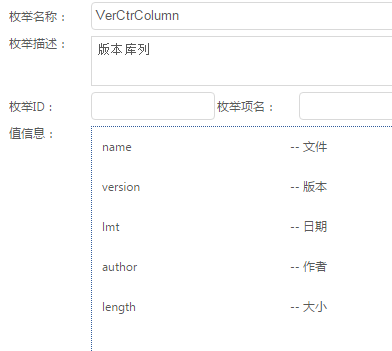 枚举名称： VerCtrColumn
枚举描述： 版本库列
枚举ID： 枚举项名：
值信息：
name -- 文件
version -- 版本
lmt -- 日期
author -- 作者
length -- 大小